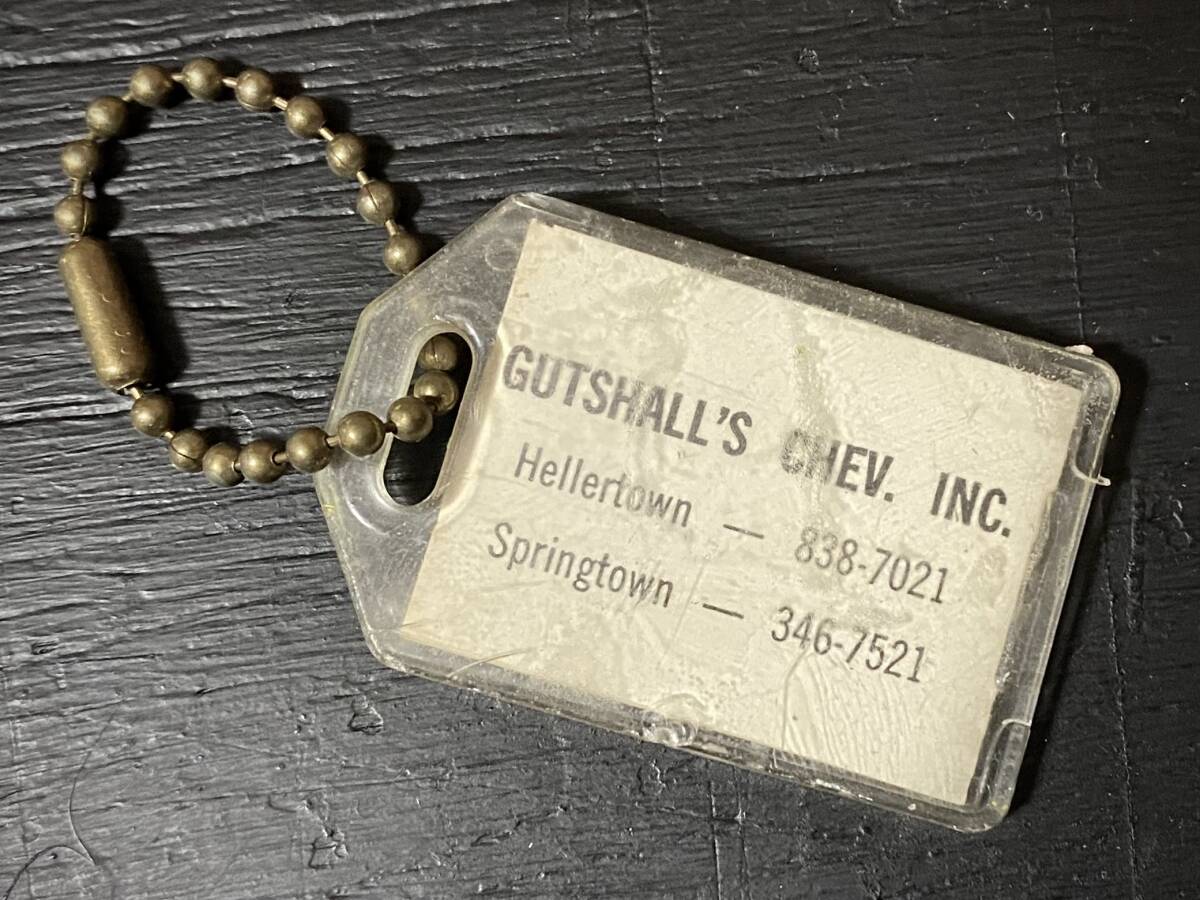 GUTSHALL'S CHEV. INC.
Hellertown — 838-7021
Springtown — 346-7521